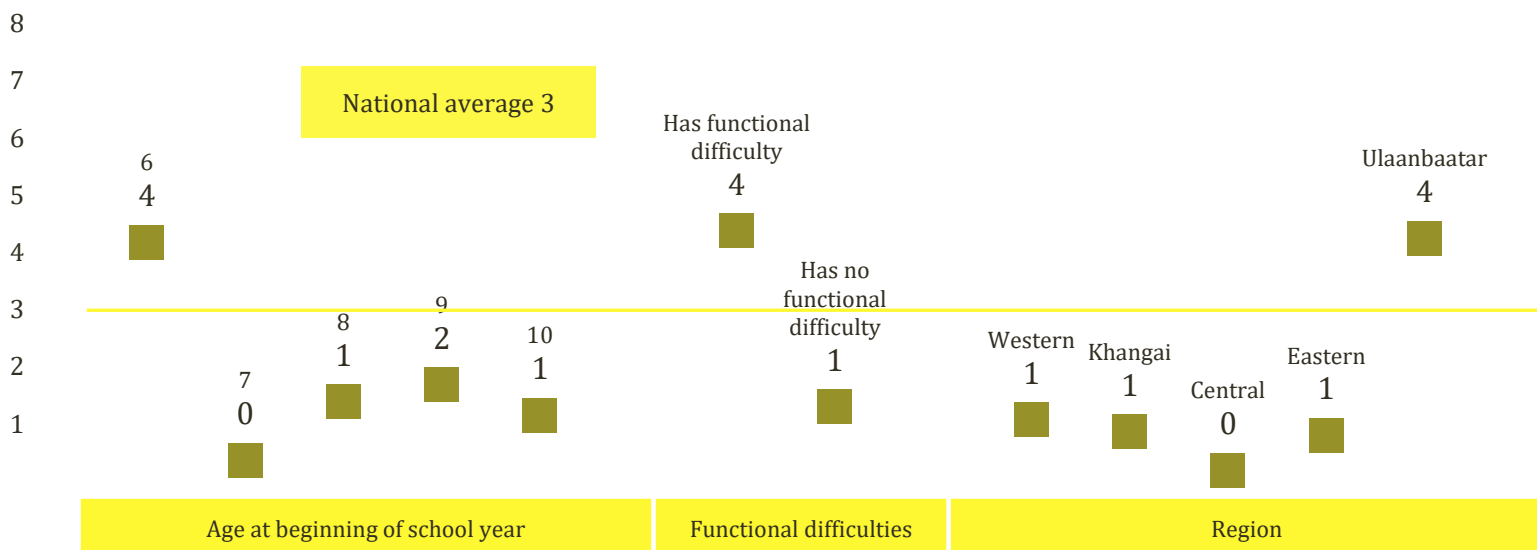 8
7
6
5
4
3
2
1
National average 3
6
4
7
0
8
1
9
2
10
1
Has functional
difficulty
4
Has no
functional
difficulty
1
Western
1
Khangai
1
Central
0
Eastern
1
Ulaanbaatar
4
Age at beginning of school year
Functional difficulties
Region